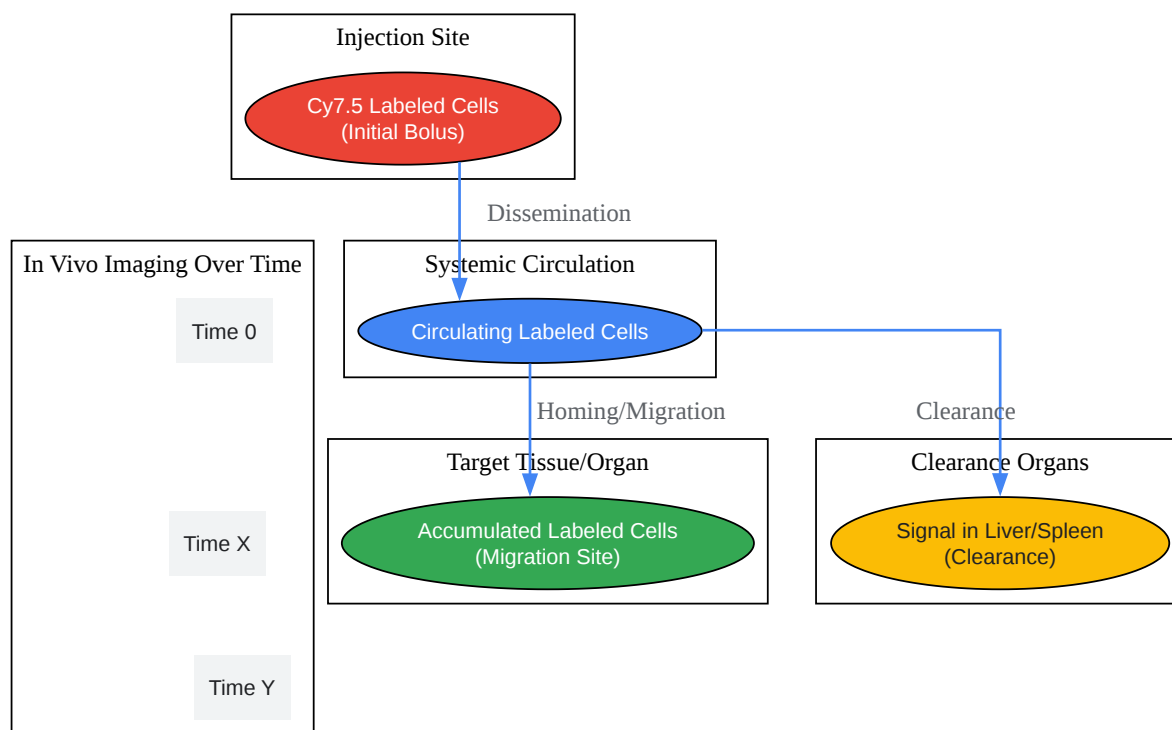 Injection Site
Cy7.5 Labeled Cells
(Initial Bolus)
Dissemination
In Vivo Imaging Over Time
Systemic Circulation
Time 0
Circulating Labeled Cells
Homing/Migration
Clearance
Target Tissue/Organ
Clearance Organs
Time X
Accumulated Labeled Cells
(Migration Site)
Signal in Liver/Spleen
(Clearance)
Time Y